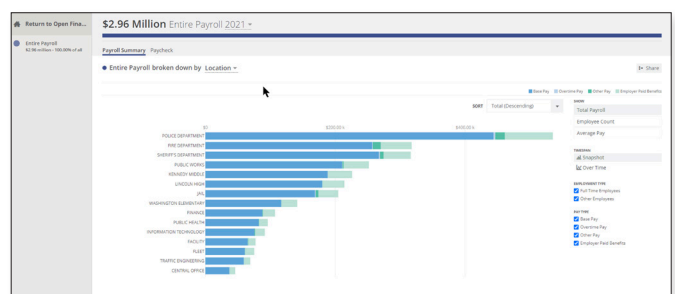 Return to Open Fina...
$2.96 Million Entire Payroll 2021
Entire Payroll
$2.96 million - 100.00% of all
Payroll Summary Paycheck
Entire Payroll broken down by Location
Share
Base Pay Overtime Pay Other Pay Employer Paid Benefits
SORT Total (Descending)
SHOW
Total Payroll
Employee Count
Average Pay
TIMESPAN
Snapshot
Over Time
EMPLOYMENT TYPE
Full Time Employees
Other Employees
PAY TYPE
Base Pay
Overtime Pay
Other Pay
Employer Paid Benefits
$0 $200.00 k $400.00 k
POLICE DEPARTMENT
FIRE DEPARTMENT
SHERIFF'S DEPARTMENT
PUBLIC WORKS
KENNEDY MIDDLE
LINCOLN HIGH
JAIL
WASHINGTON ELEMENTARY
FINANCE
PUBLIC HEALTH
INFORMATION TECHNOLOGY
FACILITY
FLEET
TRAFFIC ENGINEERING
CENTRAL OFFICE